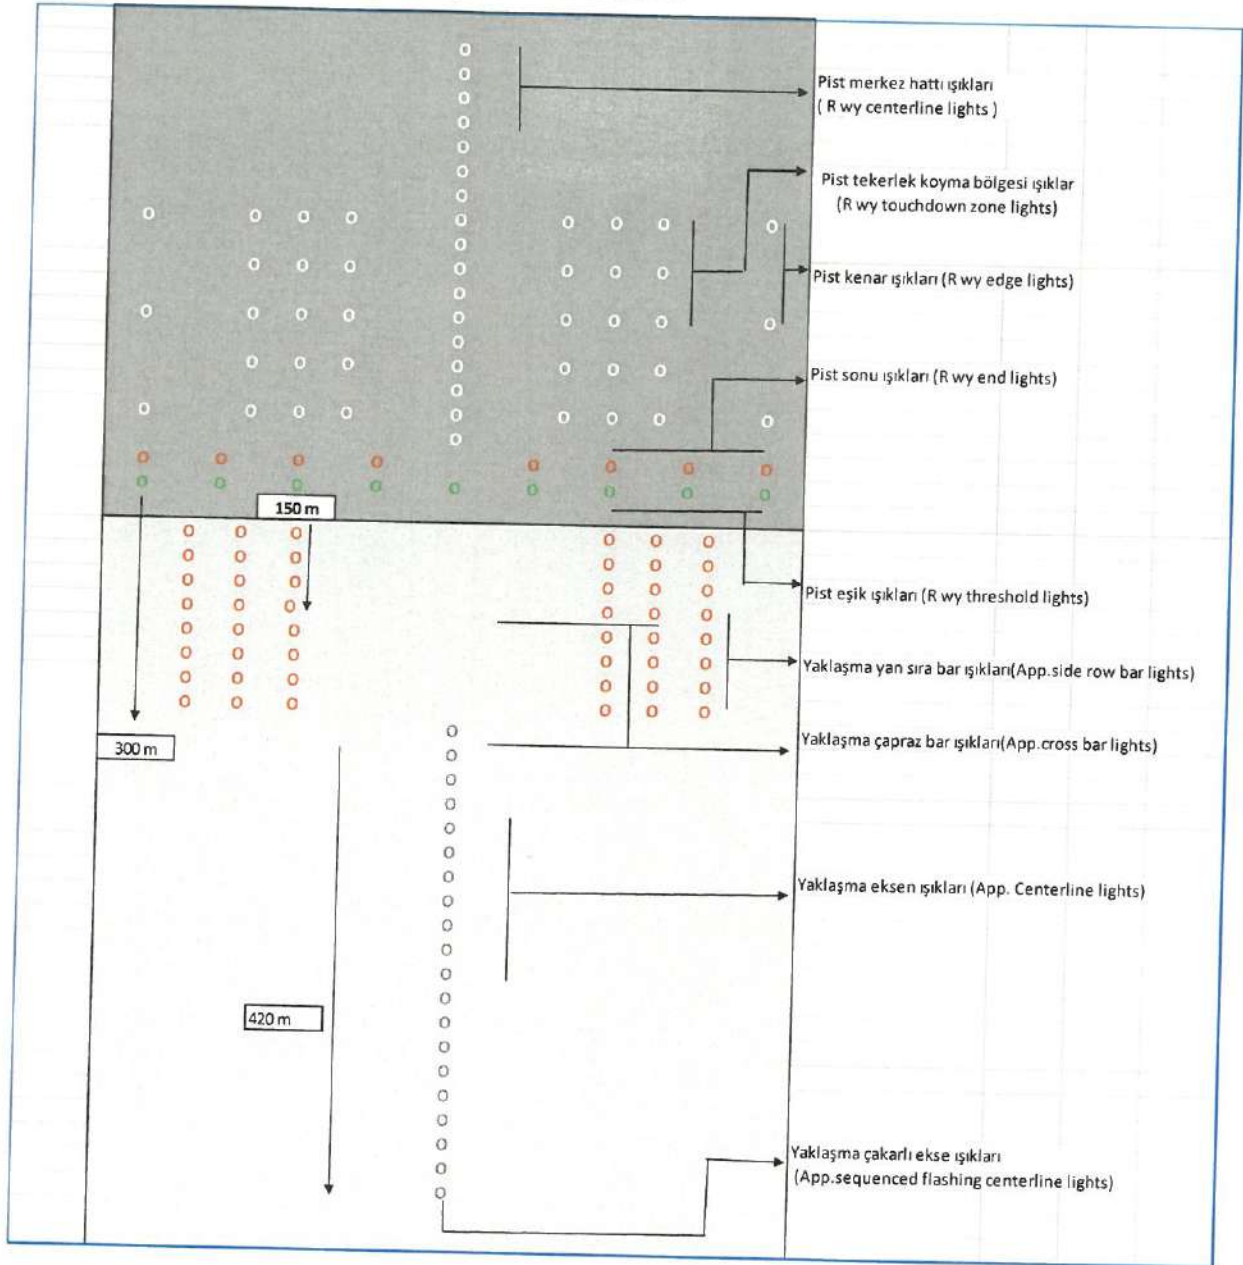 Pist merkez hattı ışıkları
( R wy centerline lights )
Pist tekerlek koyma bölgesi ışıklar
(R wy touchdown zone lights)
Pist kenar ışıkları (R wy edge lights)
Pist sonu ışıkları (R wy end lights)
150 m
Pist eşik ışıkları (R wy threshold lights)
Yaklaşma yan sıra bar ışıkları(App.side row bar lights)
300 m
Yaklaşma çapraz bar ışıkları(App.cross bar lights)
Yaklaşma eksen ışıkları (App. Centerline lights)
420 m
Yaklaşma çakarlı ekse ışıkları
(App.sequenced flashing centerline lights)